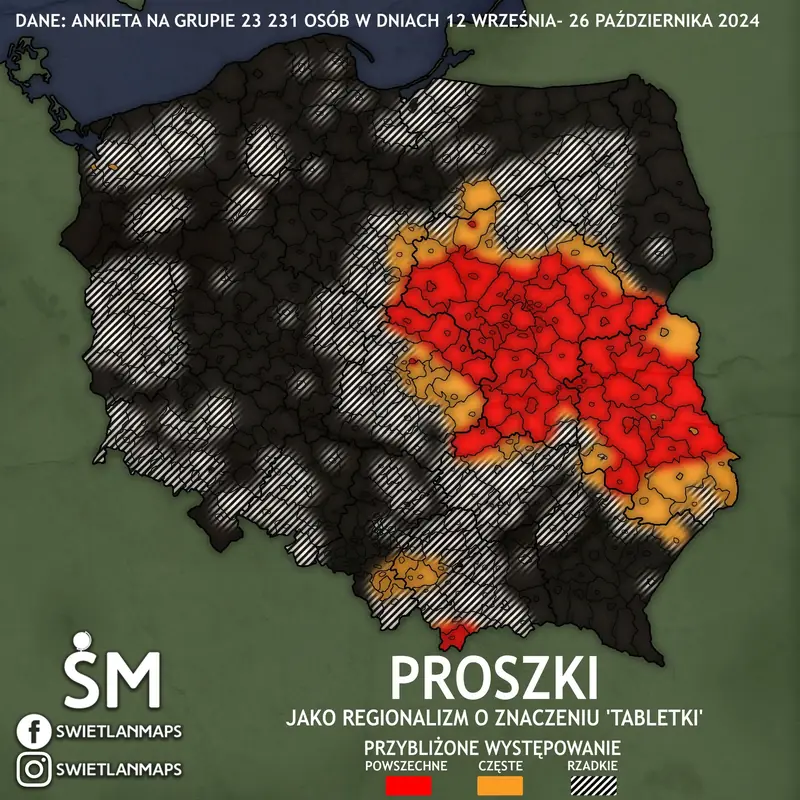 DANE: ANKIETA NA GRUPIE 23 231 OSÓB W DNIACH 12 WRZEŚNIA- 26 PAŹDZIERNIKA 2024
ŚM
SWIETLANMAPS
SWIETLANMAPS
PROSZKI
JAKO REGIONALIZM O ZNACZENIU 'TABLETKI'
PRZYBLIŻONE WYSTĘPOWANIE
POWSZECHNE CZĘSTE RZADKIE